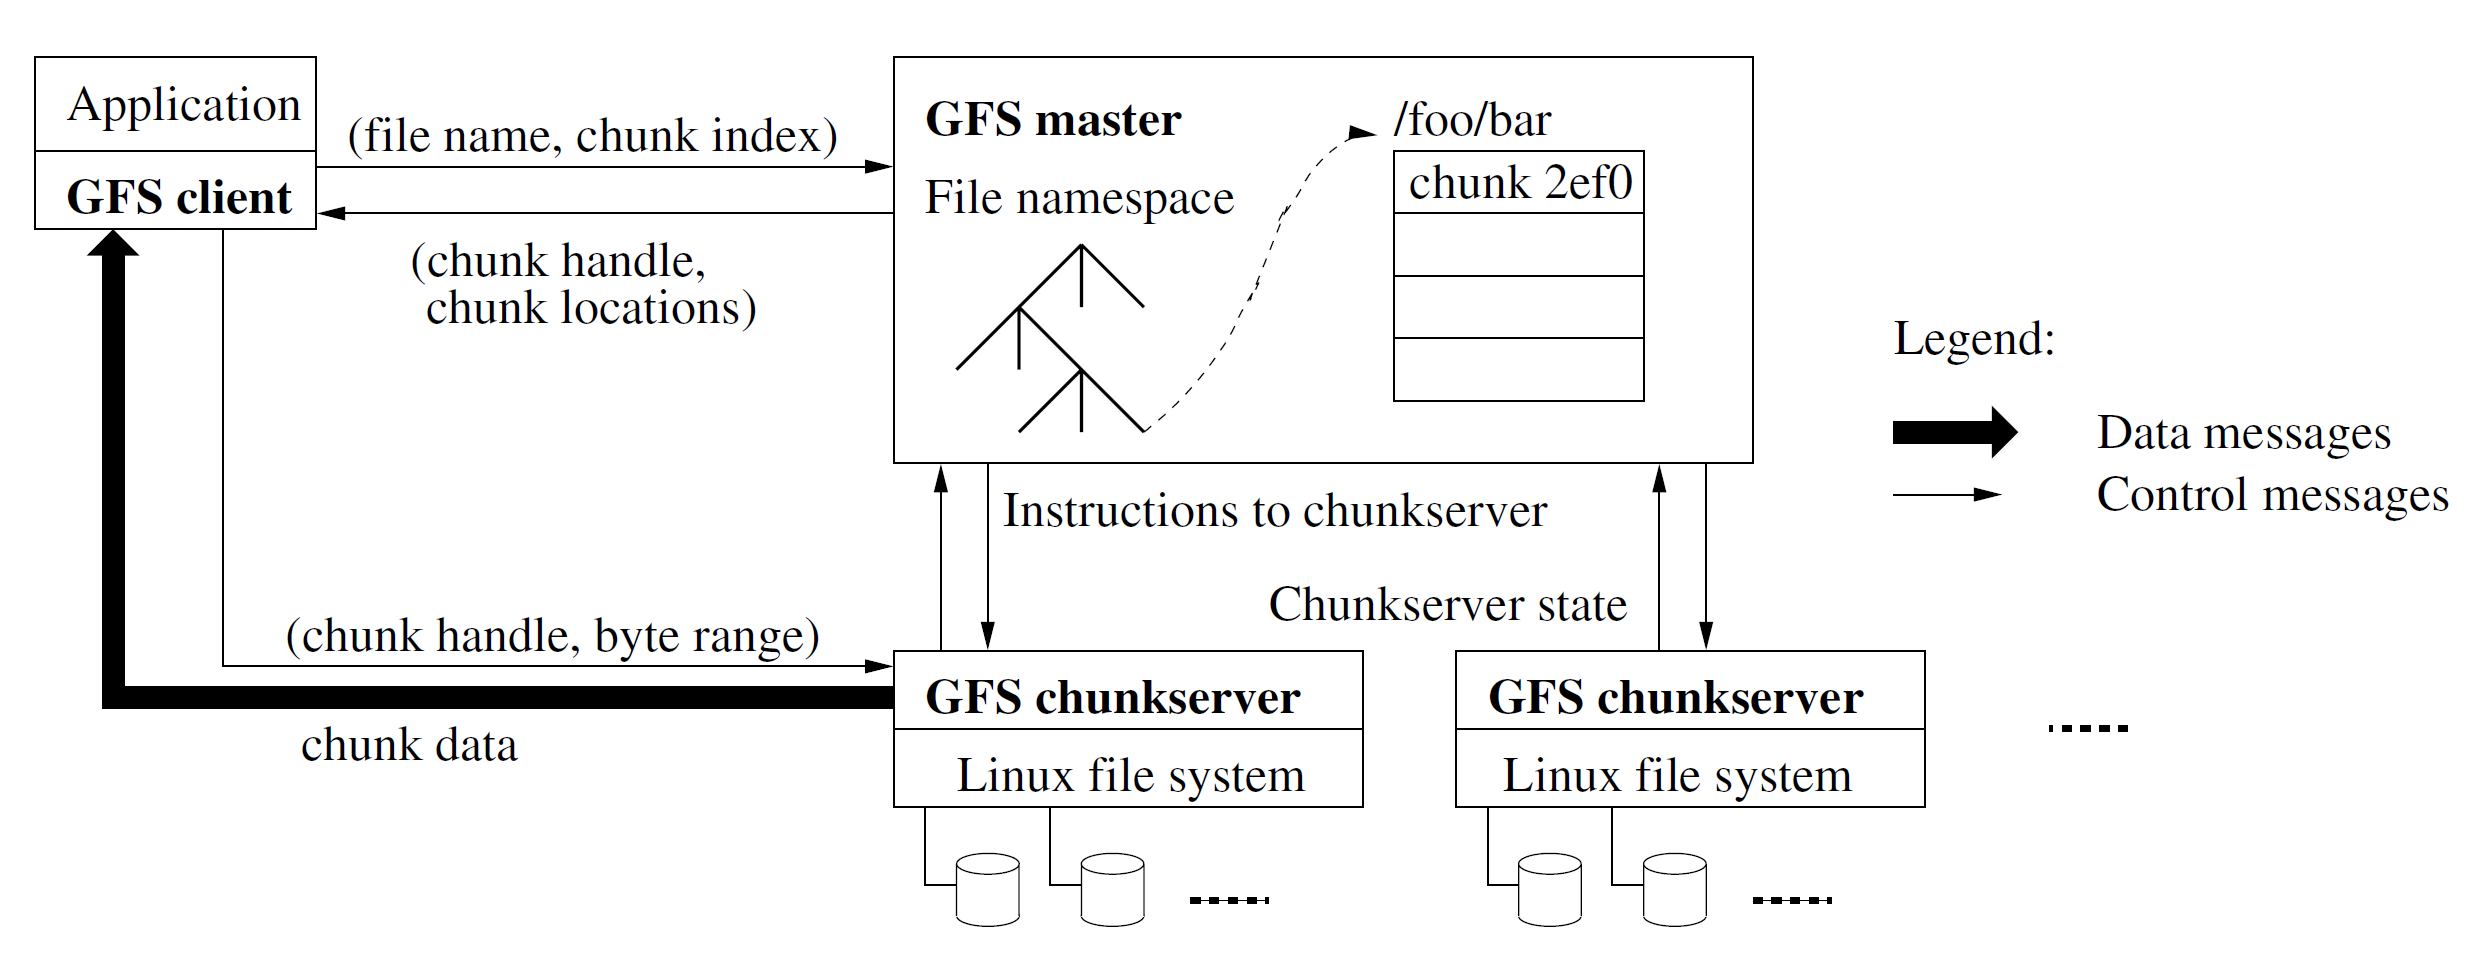 Application
GFS client
(file name, chunk index)
(chunk handle,
chunk locations)
GFS master
File namespace
/foo/bar
chunk 2ef0
Legend:
Data messages
Control messages
Instructions to chunkserver
Chunkserver state
(chunk handle, byte range)
chunk data
GFS chunkserver
Linux file system
GFS chunkserver
Linux file system